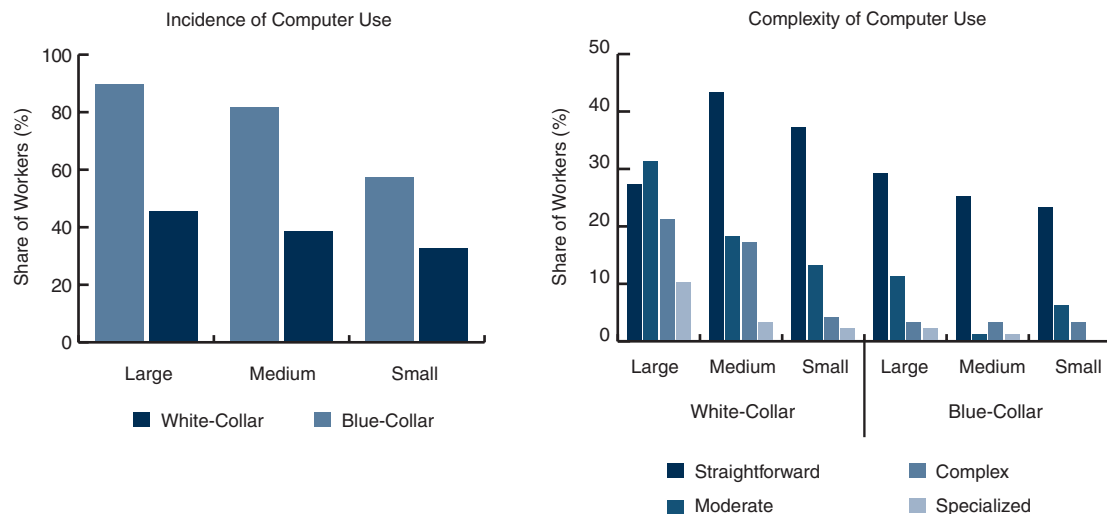 Incidence of Computer Use
100
80
60
40
20
0
Share of Workers (%)
Large Medium Small
White-Collar Blue-Collar
Complexity of Computer Use
50
40
30
20
10
0
Share of Workers (%)
Large Medium Small Large Medium Small
White-Collar Blue-Collar
Straightforward Complex
Moderate Specialized